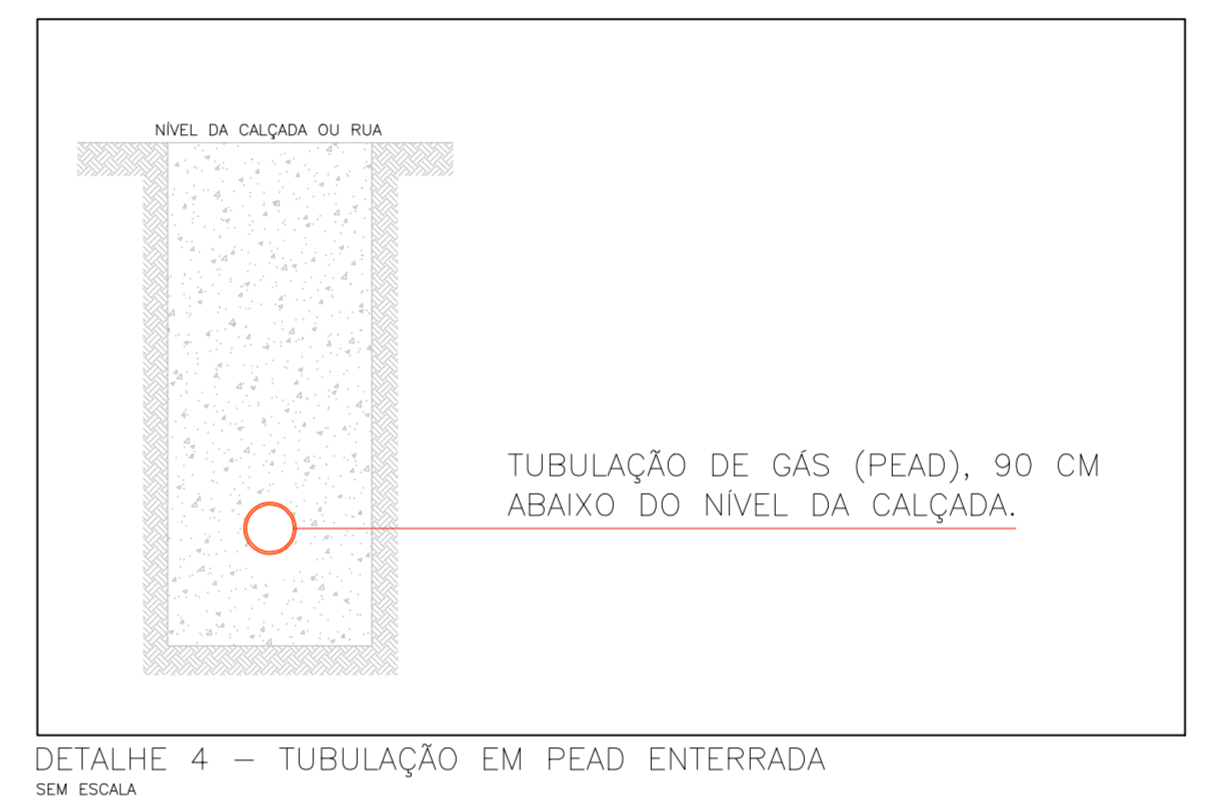 NÍVEL DA CALÇADA OU RUA
TUBULAÇÃO DE GÁS (PEAD), 90 CM
ABAIXO DO NÍVEL DA CALÇADA.
DETALHE 4 – TUBULAÇÃO EM PEAD ENTERRADA
SEM ESCALA